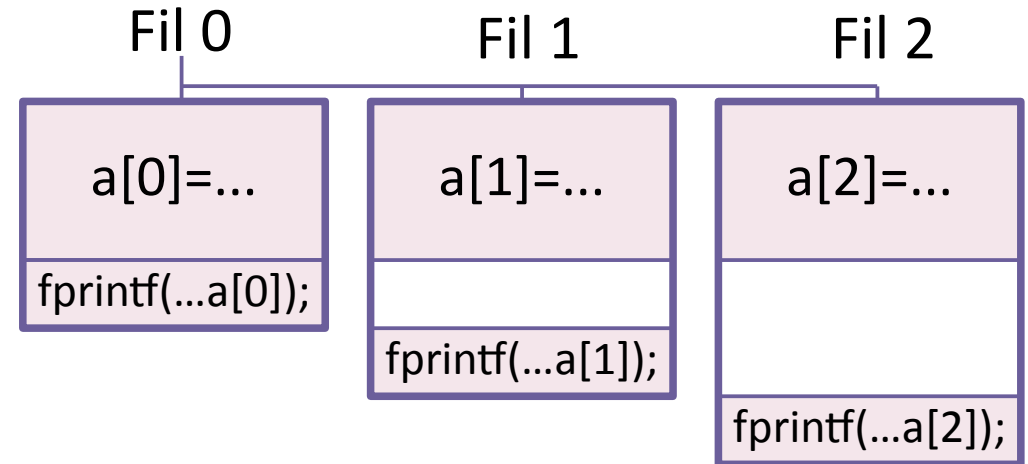 Fil 0
Fil 1
Fil 2
a[0]=...
a[1]=...
a[2]=...
fprintf(...a[0]);
fprintf(...a[1]);
fprintf(...a[2]);